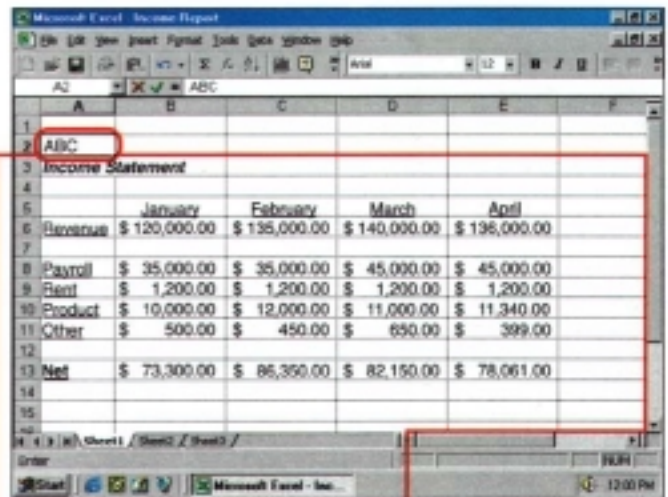 Microsoft Excel - Income Report
File Edit View Insert Format Tools Data Window Help
Arial 12 B I U
A2 ABC
A B C D E F
1
2 ABC
3 Income Statement
4
5 January February March April
6 Revenue $ 120,000.00 $ 135,000.00 $ 140,000.00 $ 136,000.00
7
8 Payroll $ 35,000.00 $ 35,000.00 $ 45,000.00 $ 45,000.00
9 Rent $ 1,200.00 $ 1,200.00 $ 1,200.00 $ 1,200.00
10 Product $ 10,000.00 $ 12,000.00 $ 11,000.00 $ 11,340.00
11 Other $ 500.00 $ 450.00 $ 650.00 $ 399.00
12
13 Net $ 73,300.00 $ 86,350.00 $ 82,150.00 $ 78,061.00
14
15
Sheet1 Sheet2 Sheet3
Enter NUM
Start Microsoft Excel - Inc... 12:00 PM